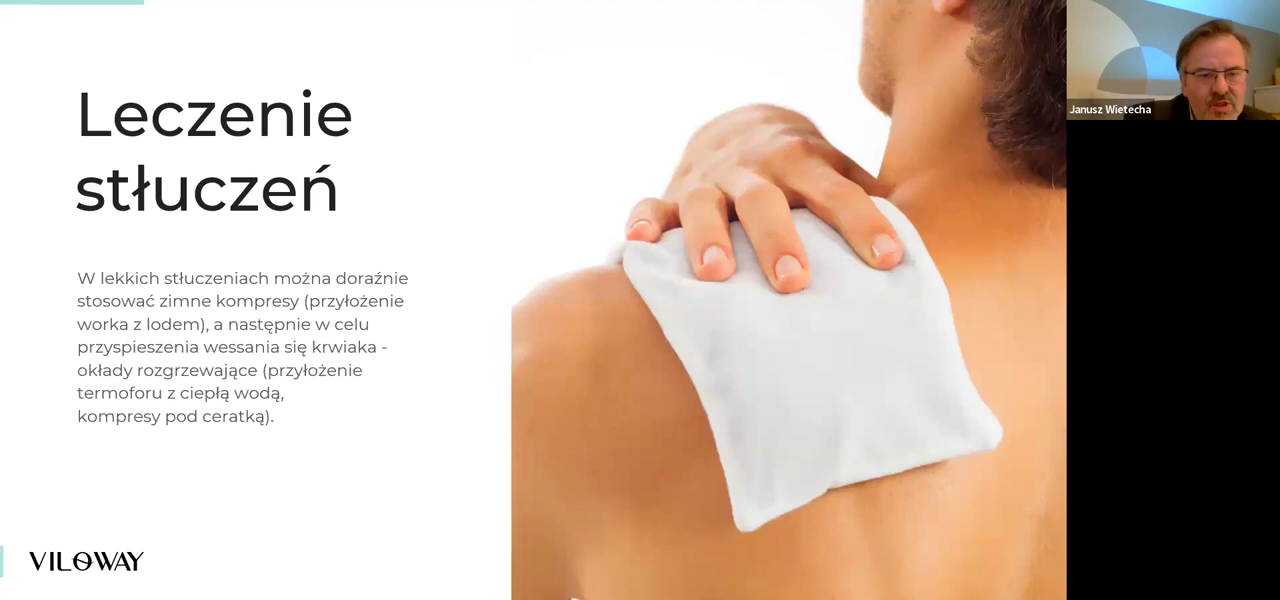 Leczenie
stłuczeń
W lekkich stłuczeniach można doraźnie
stosować zimne kompresy (przyłożenie
worka z lodem), a następnie w celu
przyspieszenia wessania się krwiaka -
okłady rozgrzewające (przyłożenie
termoforu z ciepłą wodą,
kompresy pod ceratką).
VILOWAY
Janusz Wietecha